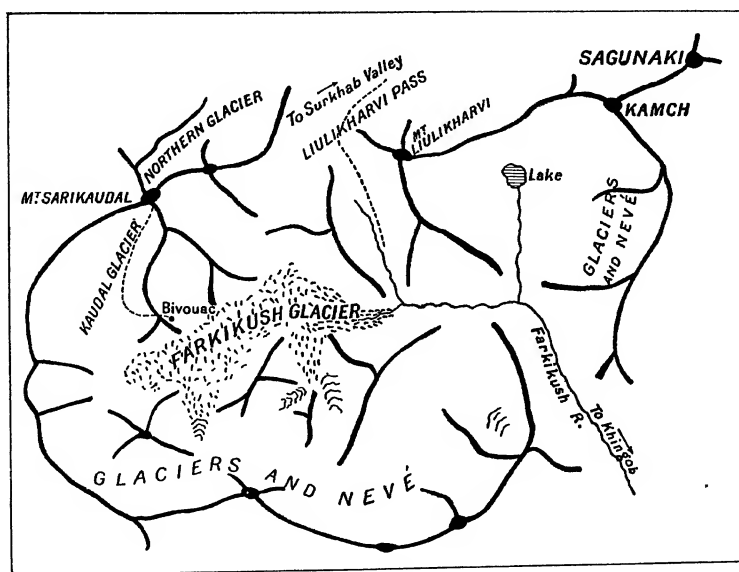 SAGUNAKI
KAMCH
To Surkhab Valley
LIULIKHARVI PASS
MT LIULIKHARVI
NORTHERN GLACIER
MT. SARIKAUDAL
Lake
GLACIERS
AND NEVÉ
KAUDAL GLACIER
Bivouac
FARKIKUSH GLACIER
Farkikush R.
To Khingob
GLACIERS AND NEVÉ